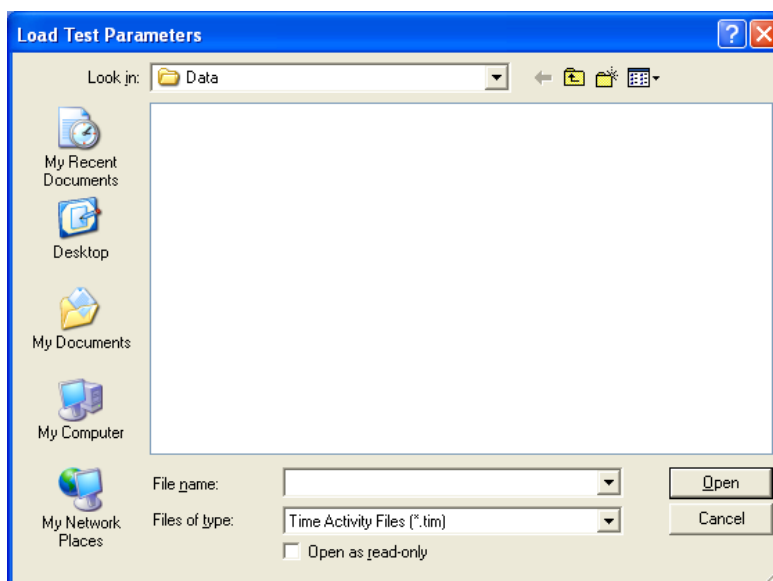 Load Test Parameters
Look in:
Data
My Recent
Documents
Desktop
My Documents
My Computer
My Network
Places
File name:
Open
Files of type:
Time Activity Files (*.tim)
Cancel
Open as read-only